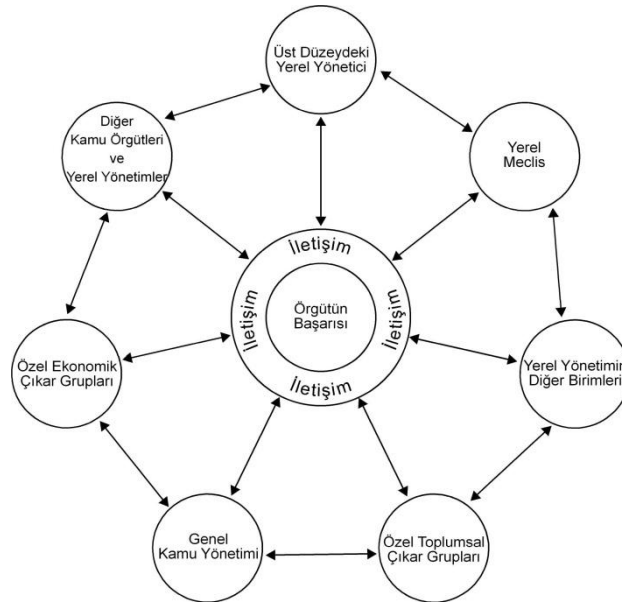 Üst Düzeydeki
Yerel Yönetici
Diğer
Kamu Örgütleri
ve
Yerel Yönetimler
Yerel
Meclis
İletişim
İletişim
Örgütün
Başarısı
İletişim
İletişim
Özel Ekonomik
Çıkar Grupları
Yerel Yönetimin
Diğer Birimleri
Genel
Kamu Yönetimi
Özel Toplumsal
Çıkar Grupları